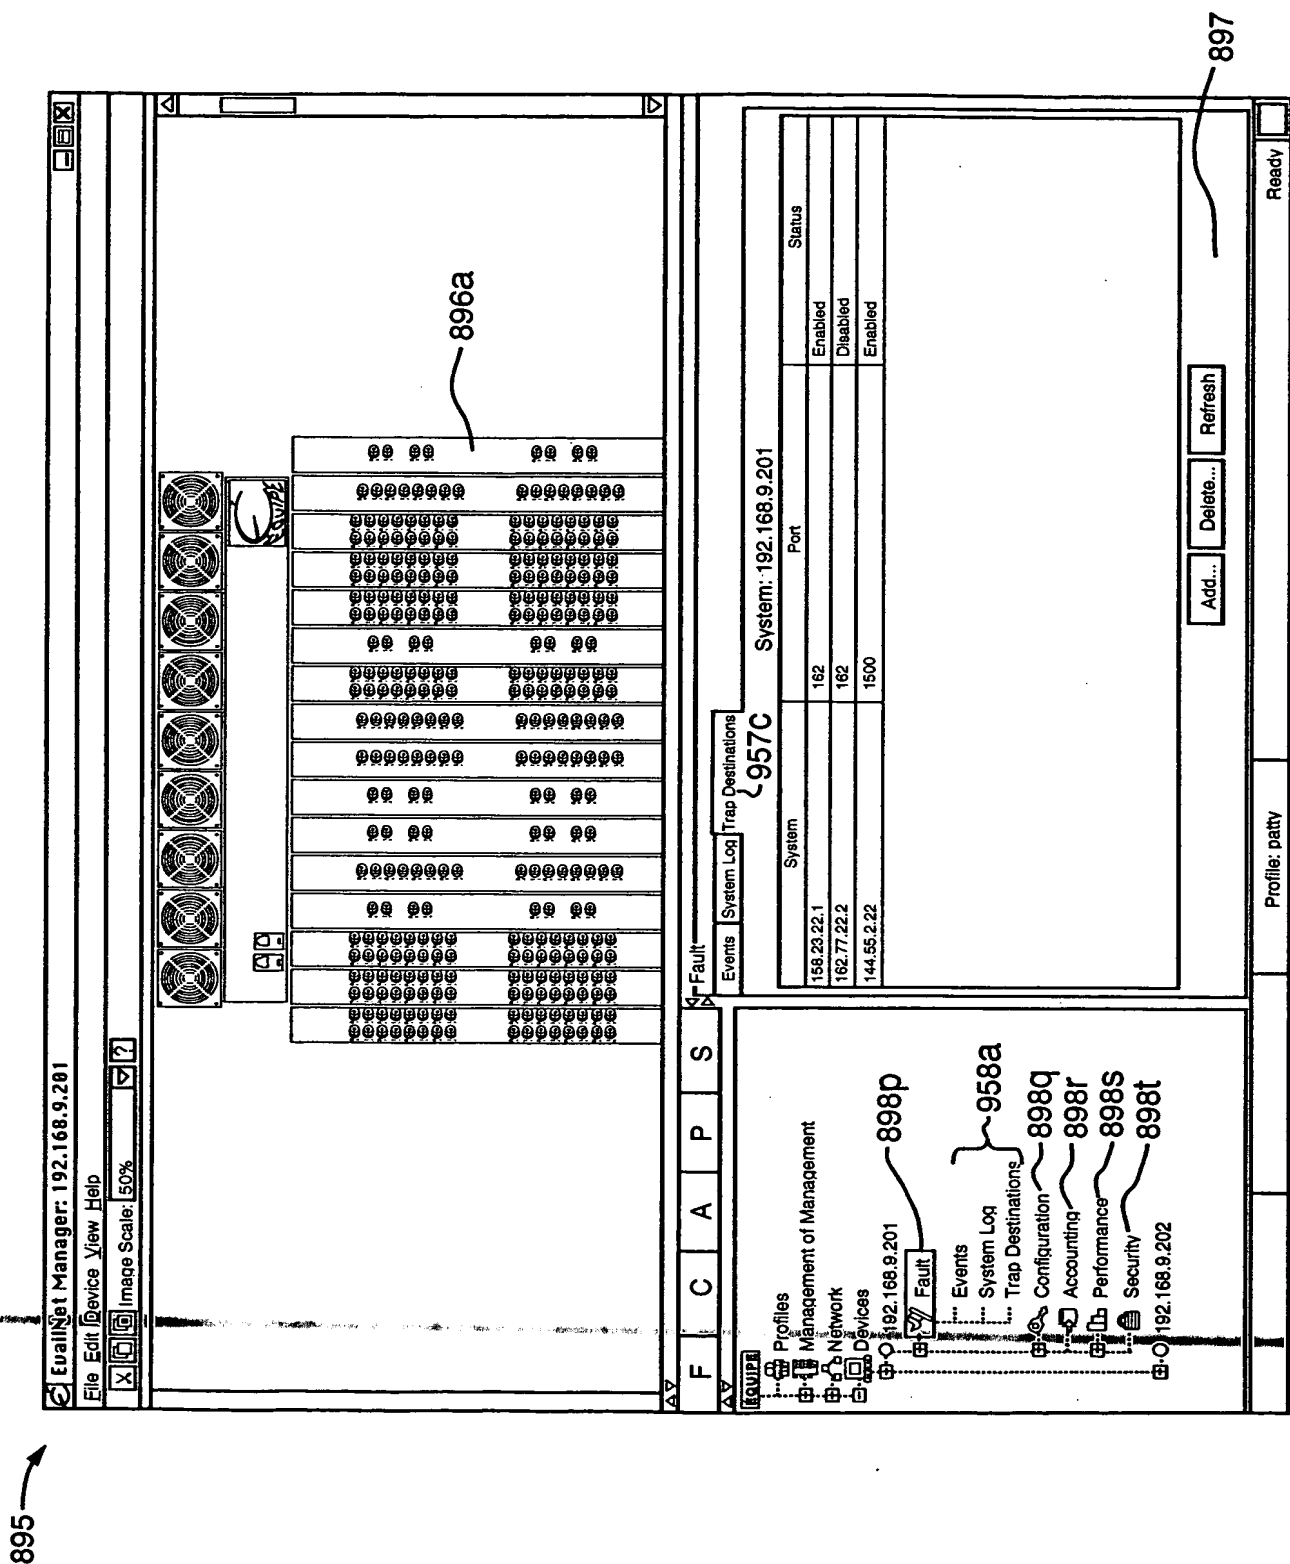 895
EuallNet Manager: 192.168.9.201
File Edit Device View Help
X Image Scale: 50% ?
896a
F C A P S
EQUIPE
Profiles
Management of Management
Network
Devices
192.168.9.201
Fault
898p
Events
System Log
Trap Destinations
958a
Configuration 898q
Accounting 898r
Performance 898s
Security 898t
192.168.9.202
Fault
Events System Log Trap Destinations
957C System: 192.168.9.201
System Port Status
158.23.22.1 162 Enabled
162.77.22.2 162 Disabled
144.55.2.22 1500 Enabled
Add... Delete... Refresh
897
Profile: patty Ready